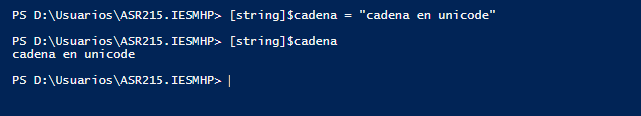 PS D:\Usuarios\ASR215.IESMHP> [string]$cadena = "cadena en unicode"
PS D:\Usuarios\ASR215.IESMHP> [string]$cadena
cadena en unicode
PS D:\Usuarios\ASR215.IESMHP>